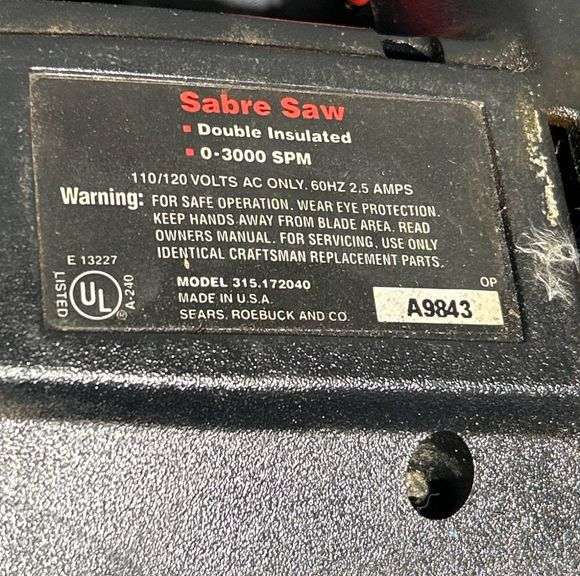 Sabre Saw
▪ Double Insulated
▪ 0-3000 SPM
110/120 VOLTS AC ONLY. 60HZ 2.5 AMPS
Warning: FOR SAFE OPERATION. WEAR EYE PROTECTION.
KEEP HANDS AWAY FROM BLADE AREA. READ
OWNERS MANUAL. FOR SERVICING, USE ONLY
IDENTICAL CRAFTSMAN REPLACEMENT PARTS.
E 13227
LISTED UL ® A-240
MODEL 315.172040
MADE IN U.S.A.
SEARS, ROEBUCK AND CO.
OP
A9843